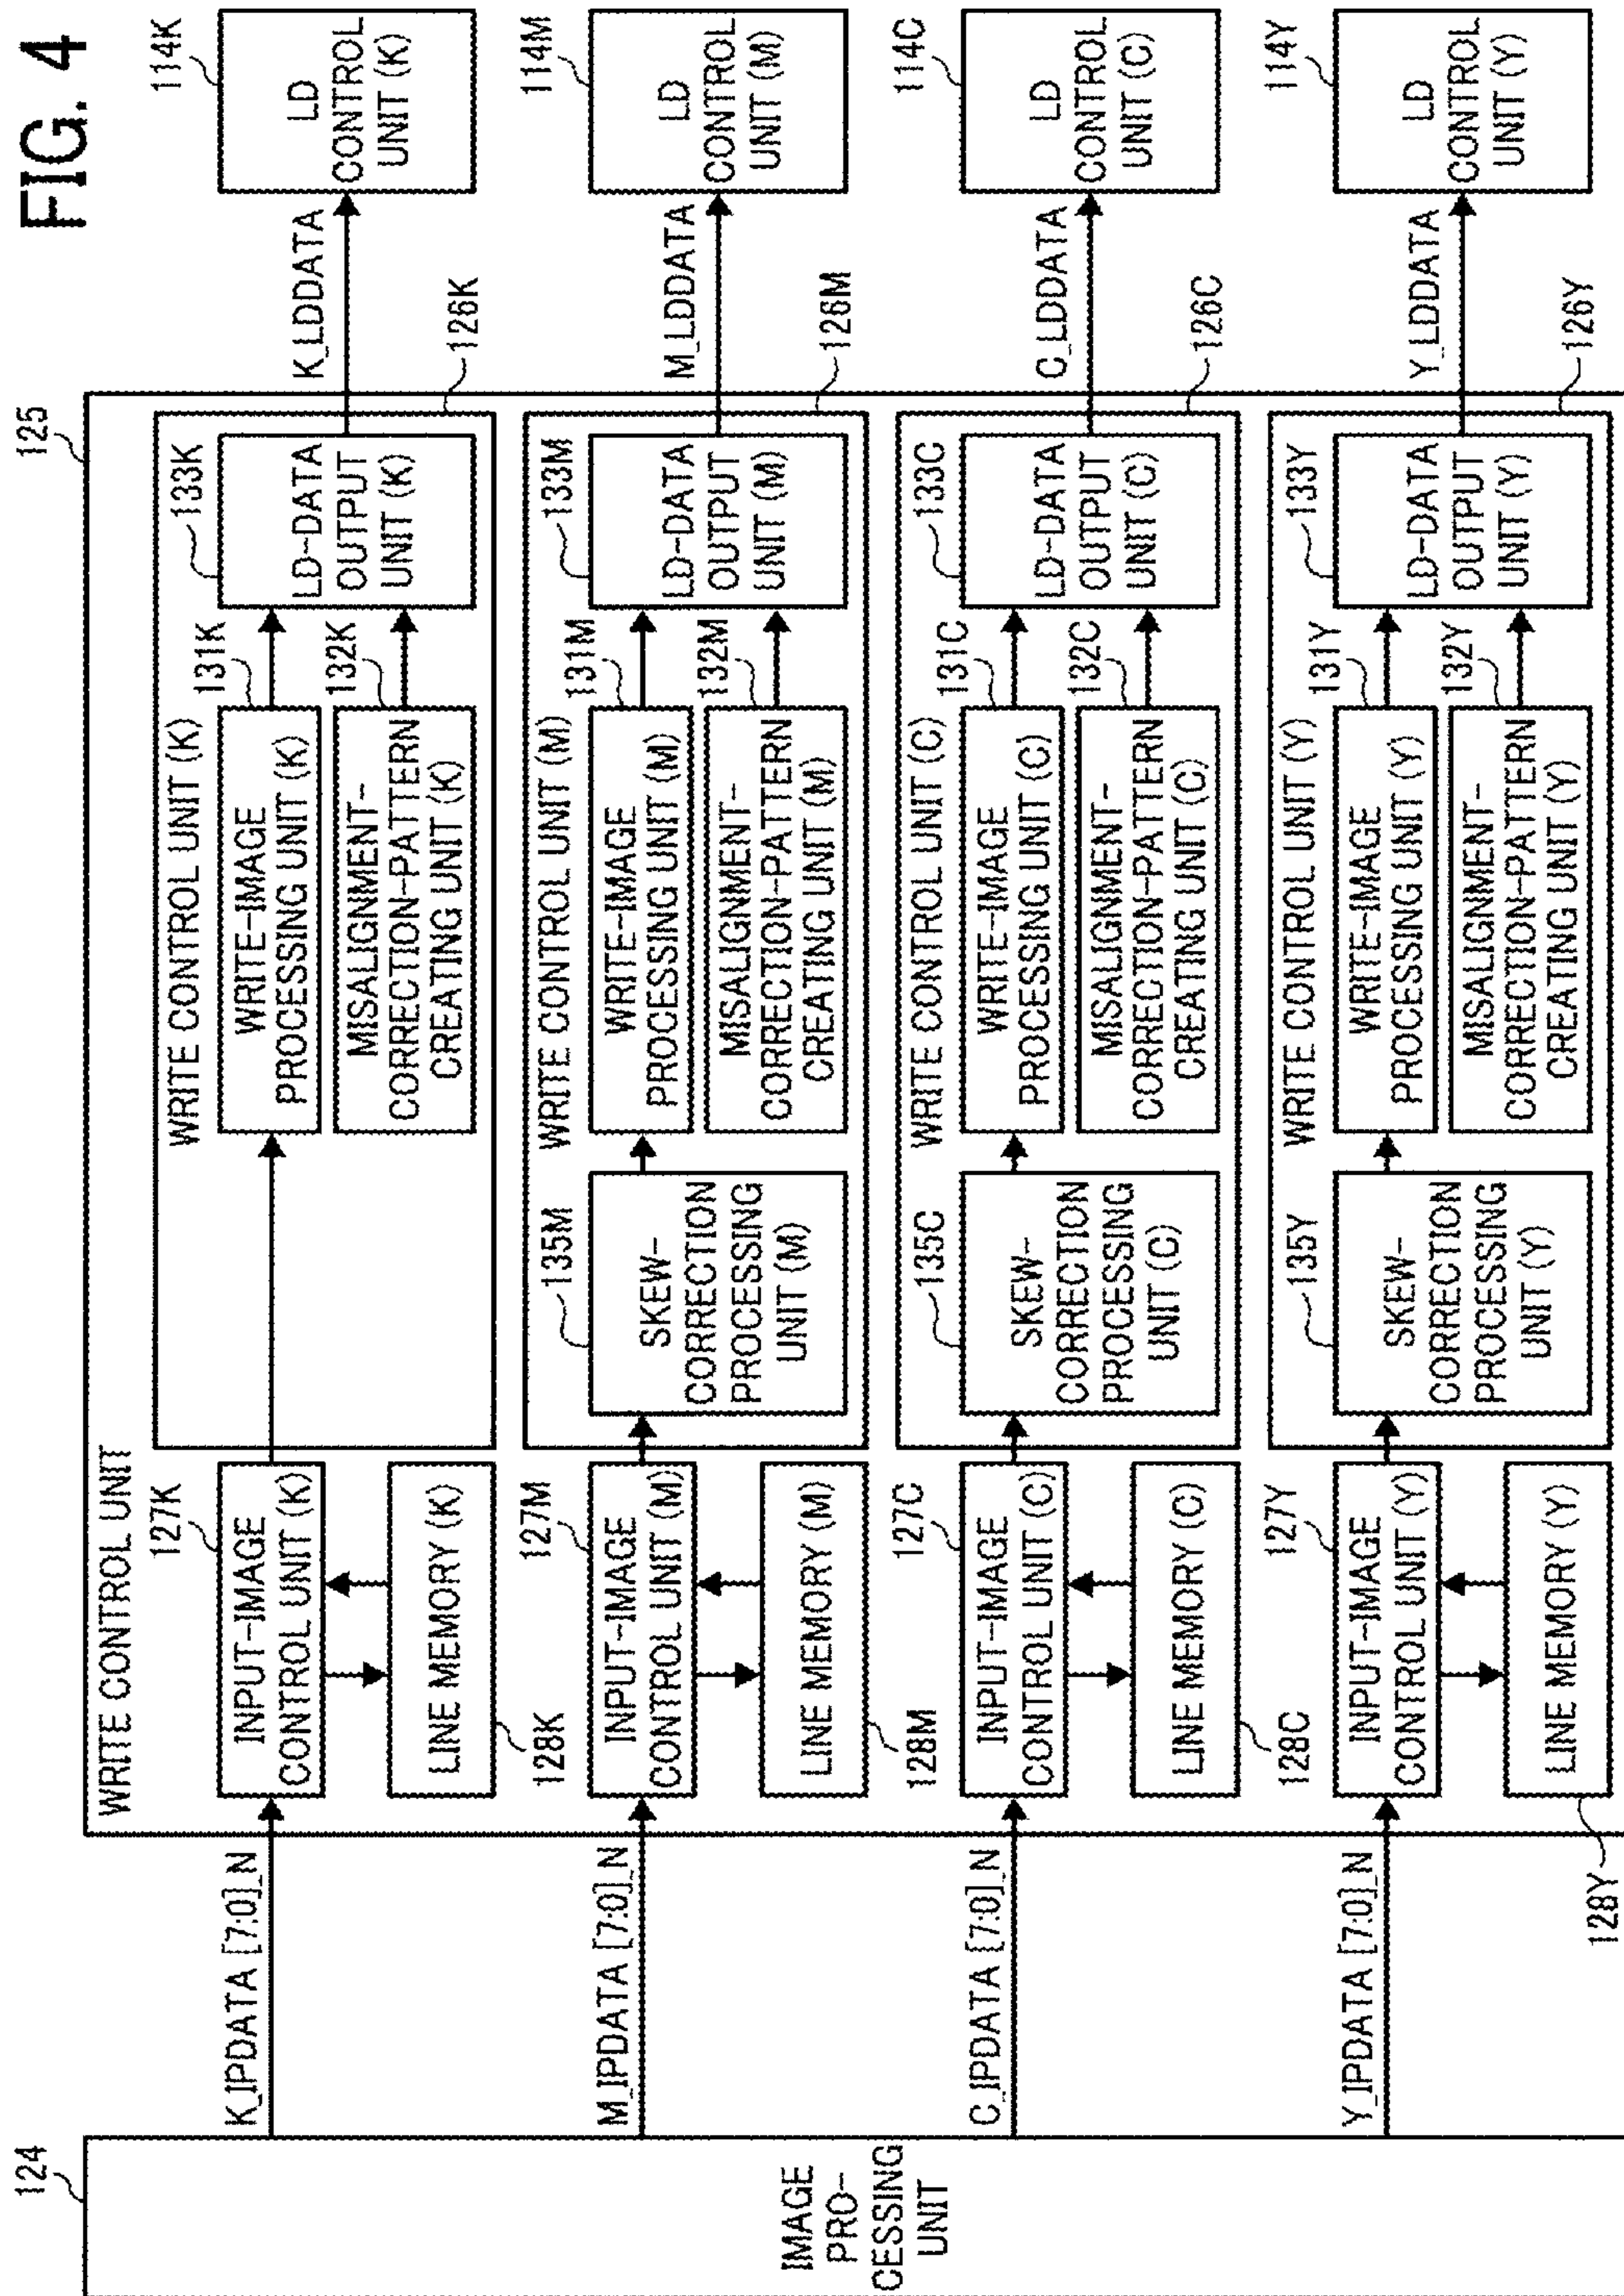 FIG. 4
124
IMAGE
PRO-
CESSING
UNIT
K_IPDATA [7:0]_N
M_IPDATA [7:0]_N
C_IPDATA [7:0]_N
Y_IPDATA [7:0]_N
125
WRITE CONTROL UNIT
127K
INPUT-IMAGE
CONTROL UNIT (K)
LINE MEMORY (K)
128K
WRITE CONTROL UNIT (K)
131K
WRITE-IMAGE
PROCESSING UNIT (K)
132K
MISALIGNMENT-
CORRECTION-PATTERN
CREATING UNIT (K)
133K
LD-DATA
OUTPUT
UNIT (K)
126K
K_LDDATA
114K
LD
CONTROL
UNIT (K)
127M
INPUT-IMAGE
CONTROL UNIT (M)
LINE MEMORY (M)
128M
135M
SKEW-
CORRECTION
PROCESSING
UNIT (M)
WRITE CONTROL UNIT (M)
131M
WRITE-IMAGE
PROCESSING UNIT (M)
132M
MISALIGNMENT-
CORRECTION-PATTERN
CREATING UNIT (M)
133M
LD-DATA
OUTPUT
UNIT (M)
126M
M_LDDATA
114M
LD
CONTROL
UNIT (M)
127C
INPUT-IMAGE
CONTROL UNIT (C)
LINE MEMORY (C)
128C
135C
SKEW-
CORRECTION
PROCESSING
UNIT (C)
WRITE CONTROL UNIT (C)
131C
WRITE-IMAGE
PROCESSING UNIT (C)
132C
MISALIGNMENT-
CORRECTION-PATTERN
CREATING UNIT (C)
133C
LD-DATA
OUTPUT
UNIT (C)
126C
C_LDDATA
114C
LD
CONTROL
UNIT (C)
127Y
INPUT-IMAGE
CONTROL UNIT (Y)
LINE MEMORY (Y)
128Y
135Y
SKEW-
CORRECTION
PROCESSING
UNIT (Y)
WRITE CONTROL UNIT (Y)
131Y
WRITE-IMAGE
PROCESSING UNIT (Y)
132Y
MISALIGNMENT-
CORRECTION-PATTERN
CREATING UNIT (Y)
133Y
LD-DATA
OUTPUT
UNIT (Y)
126Y
Y_LDDATA
114Y
LD
CONTROL
UNIT (Y)